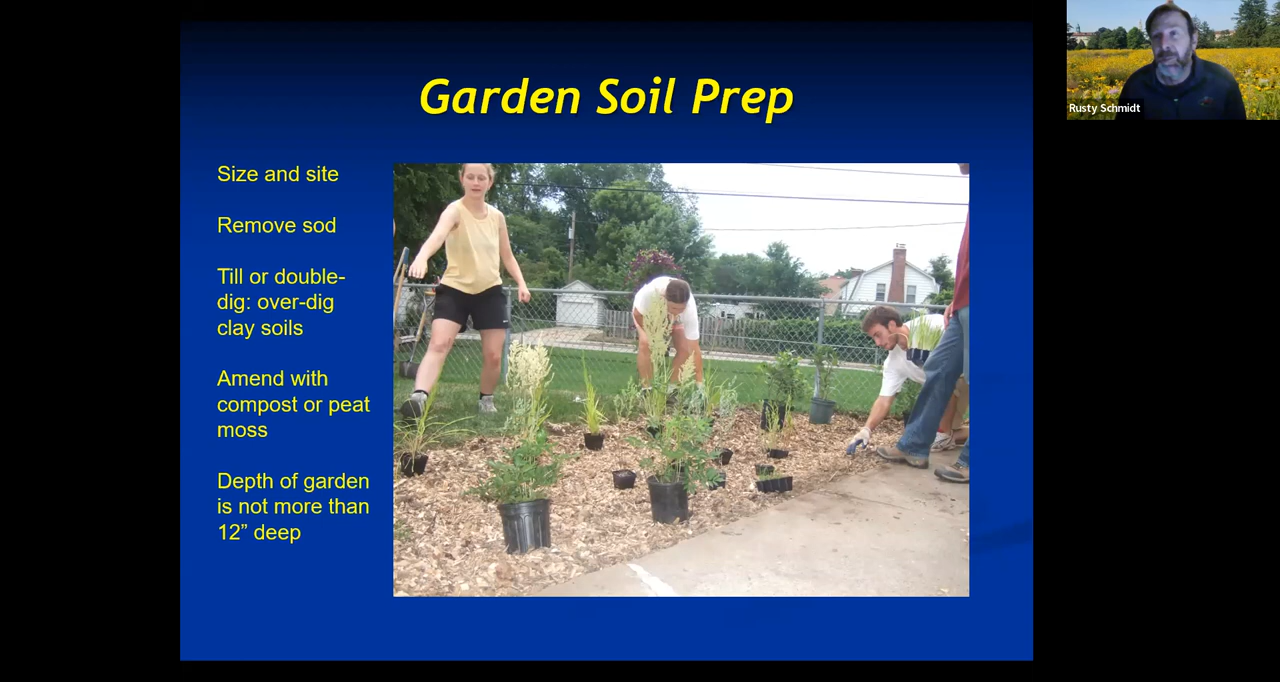 Garden Soil Prep
Rusty Schmidt
Size and site
Remove sod
Till or double-
dig: over-dig
clay soils
Amend with
compost or peat
moss
Depth of garden
is not more than
12” deep